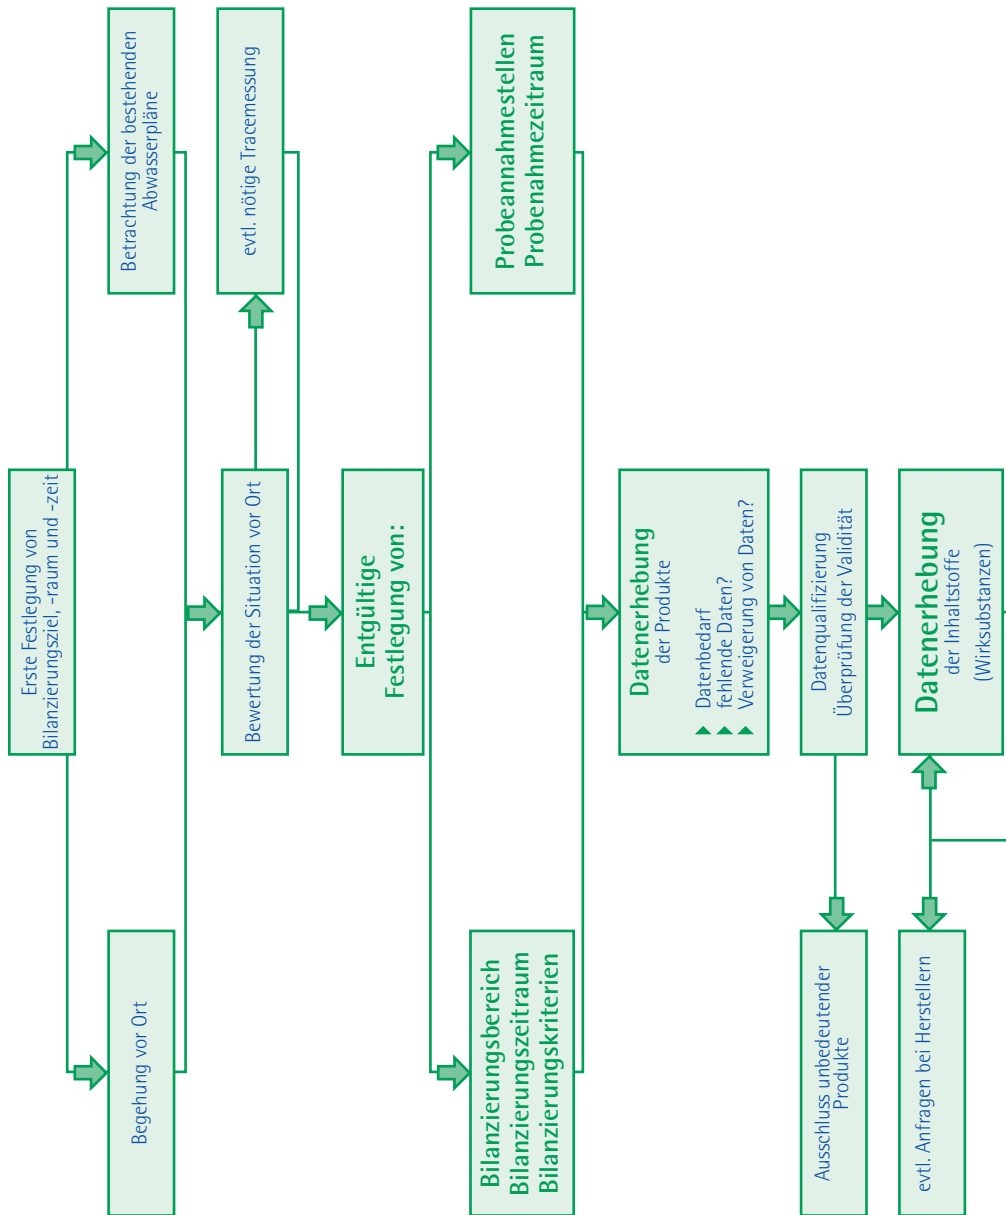 Erste Festlegung von
Bilanzierungsziel, -raum und -zeit
Begehung vor Ort
Betrachtung der bestehenden
Abwasserpläne
Bewertung der Situation vor Ort
evtl. nötige Tracemessung
Entgültige
Festlegung von:
Bilanzierungsbereich
Bilanzierungszeitraum
Bilanzierungskriterien
Probeannahmestellen
Probenahmezeitraum
Datenerhebung
der Produkte
Datenbedarf
fehlende Daten?
Verweigerung von Daten?
Datenqualifizierung
Überprüfung der Validität
Ausschluss unbedeutender
Produkte
Datenerhebung
der Inhaltstoffe
(Wirksubstanzen)
evtl. Anfragen bei Herstellern